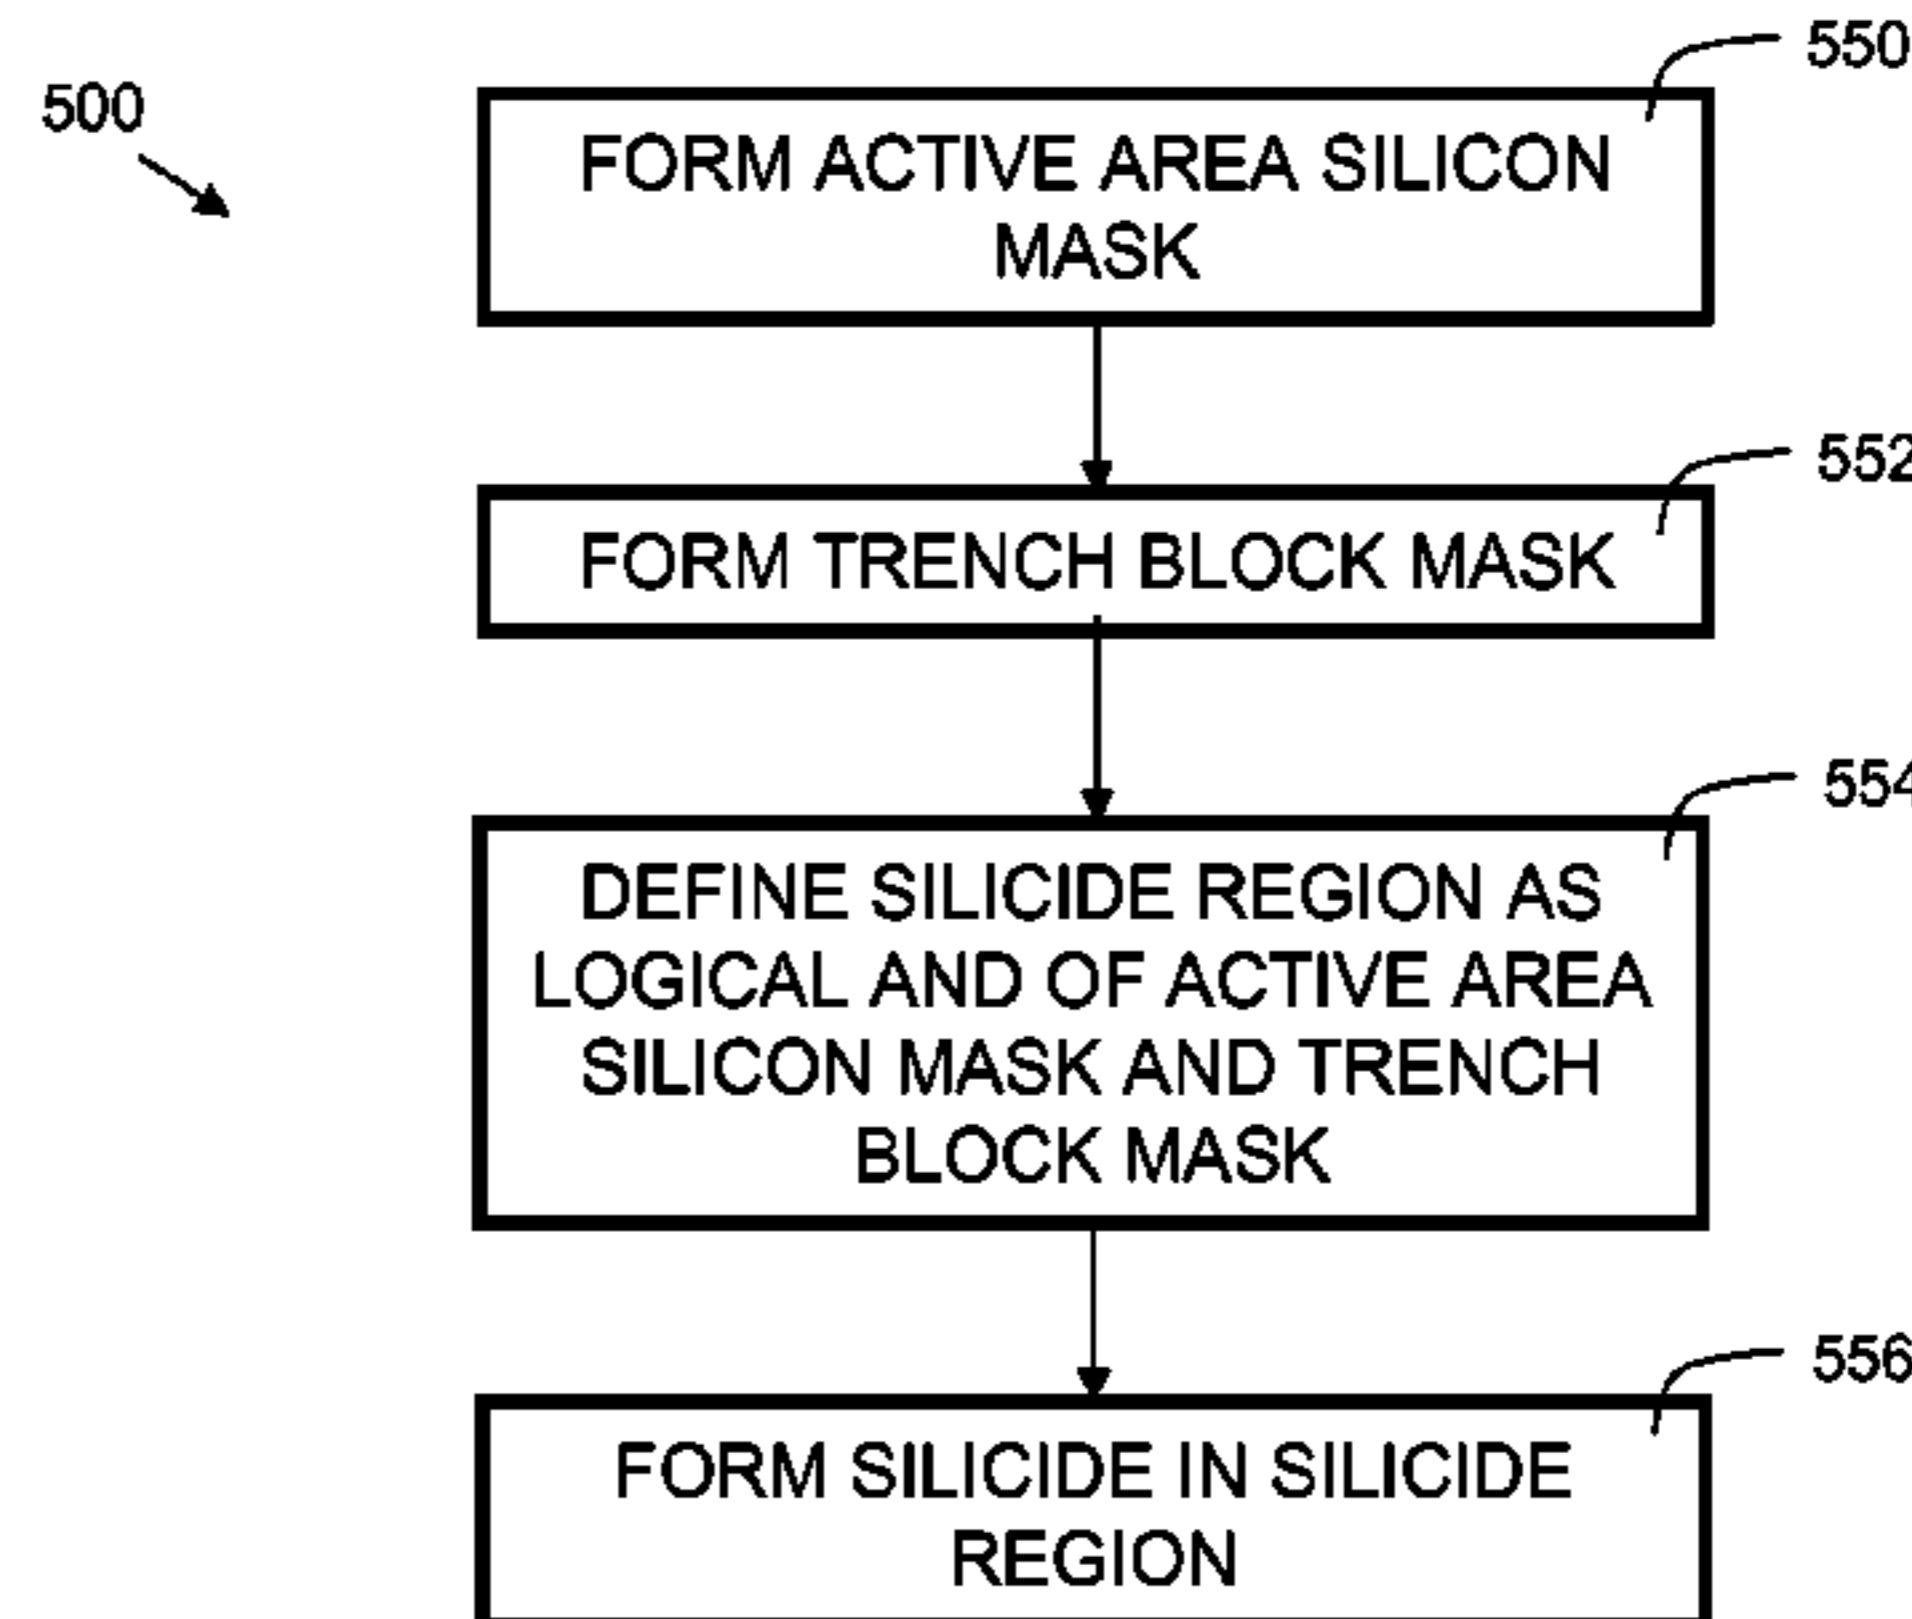 550
500
FORM ACTIVE AREA SILICON
MASK
552
FORM TRENCH BLOCK MASK
554
DEFINE SILICIDE REGION AS
LOGICAL AND OF ACTIVE AREA
SILICON MASK AND TRENCH
BLOCK MASK
556
FORM SILICIDE IN SILICIDE
REGION